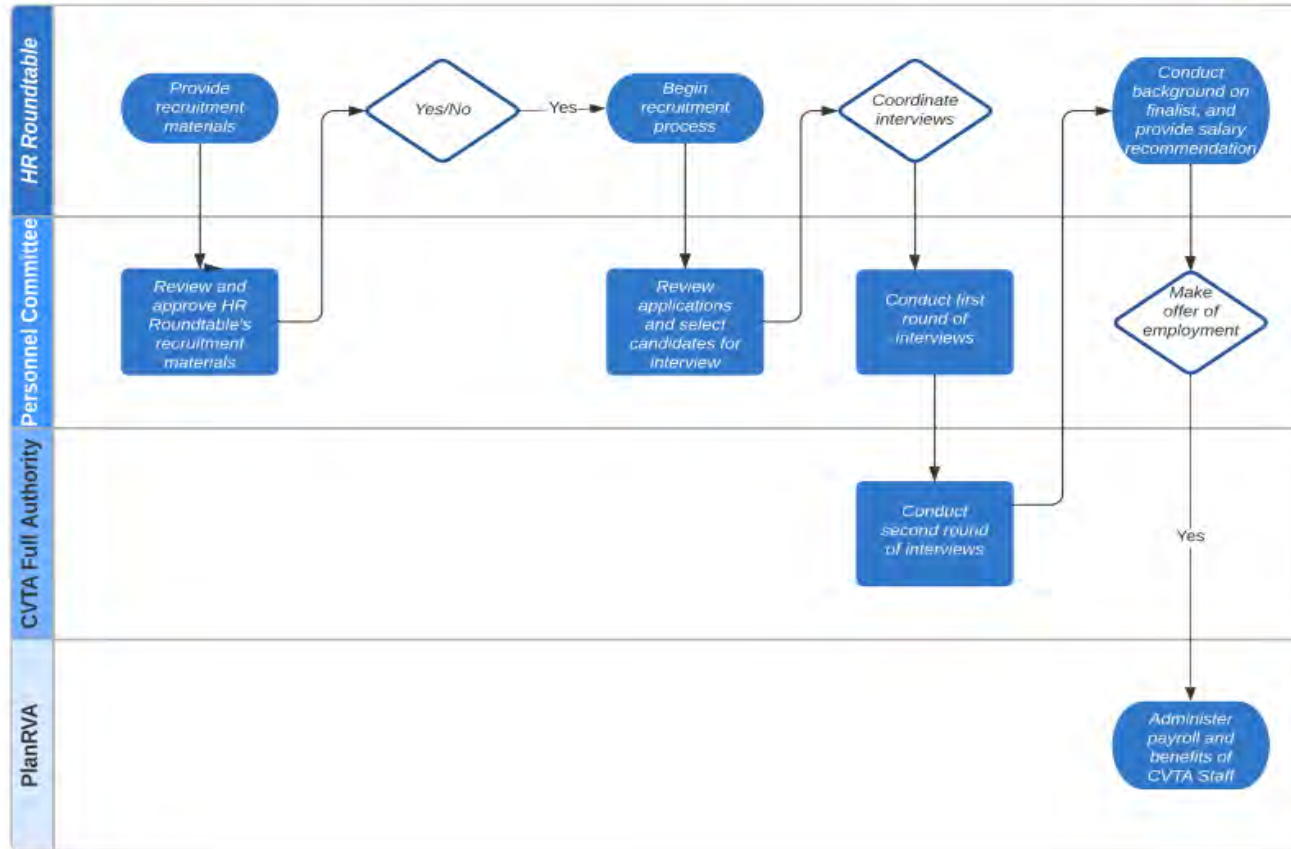 HR Roundtable
Provide
recruitment
materials
Yes/No
Yes
Begin
recruitment
process
Coordinate
interviews
Conduct
background on
finalist, and
provide salary
recommendation
Personnel Committee
Review and
approve HR
Roundtable's
recruitment
materials
Review
applications
and select
candidates for
interview
Conduct first
round of
interviews
Make
offer of
employment
CVTA Full Authority
Conduct
second round
of interviews
Yes
PlanRVA
Administer
payroll and
benefits of
CVTA Staff